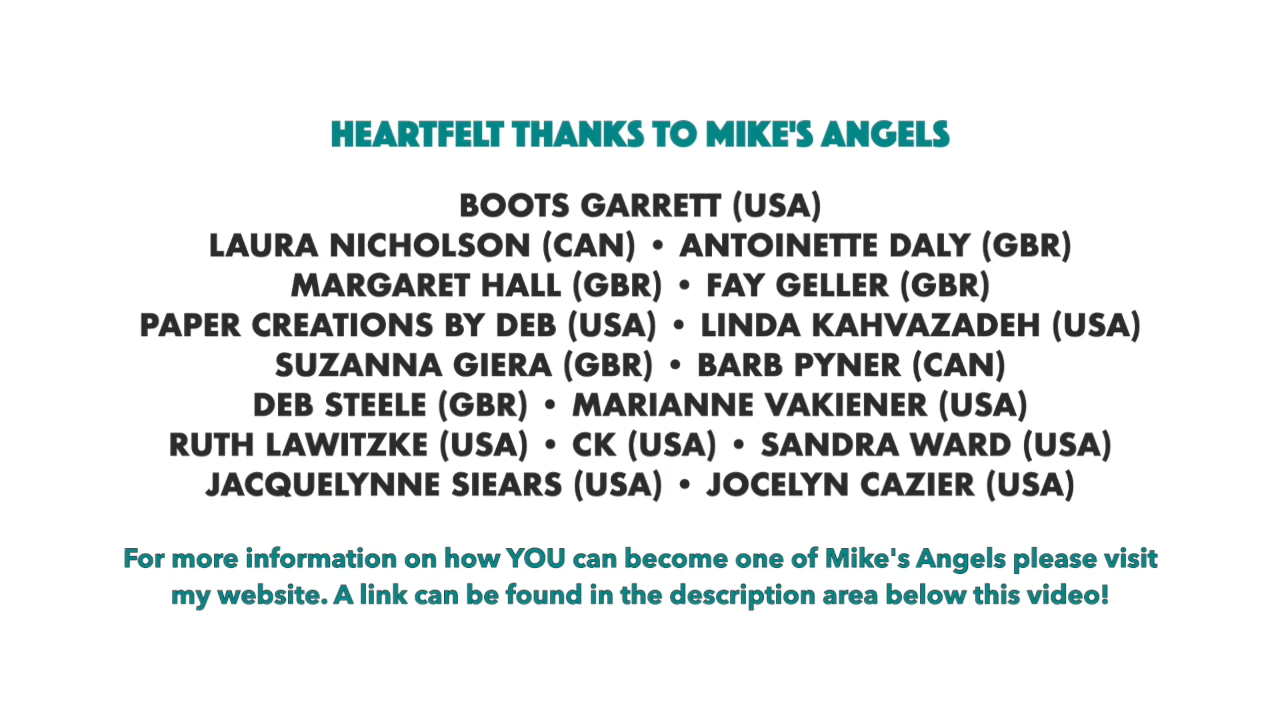 HEARTFELT THANKS TO MIKE'S ANGELS
BOOTS GARRETT (USA)
LAURA NICHOLSON (CAN) • ANTOINETTE DALY (GBR)
MARGARET HALL (GBR) • FAY GELLER (GBR)
PAPER CREATIONS BY DEB (USA) • LINDA KAHVAZADEH (USA)
SUZANNA GIERA (GBR) • BARB PYNER (CAN)
DEB STEELE (GBR) • MARIANNE VAKIENER (USA)
RUTH LAWITZKE (USA) • CK (USA) • SANDRA WARD (USA)
JACQUELYNNE SIEARS (USA) • JOCELYN CAZIER (USA)
For more information on how YOU can become one of Mike's Angels please visit
my website. A link can be found in the description area below this video!